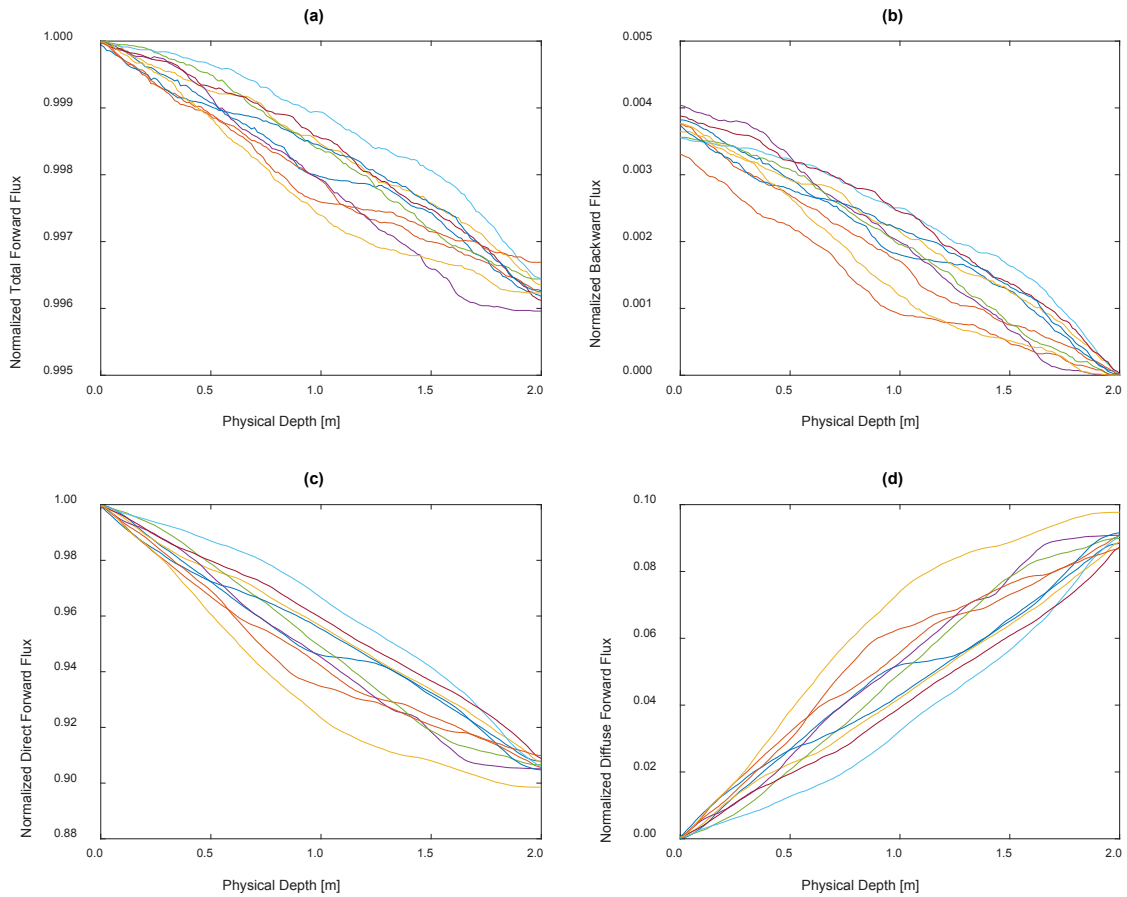 (a)
1.000
0.999
0.998
0.997
0.996
0.995
Normalized Total Forward Flux
0.0 0.5 1.0 1.5 2.0
Physical Depth [m]
(b)
0.005
0.004
0.003
0.002
0.001
0.000
Normalized Backward Flux
0.0 0.5 1.0 1.5 2.0
Physical Depth [m]
(c)
1.00
0.98
0.96
0.94
0.92
0.90
0.88
Normalized Direct Forward Flux
0.0 0.5 1.0 1.5 2.0
Physical Depth [m]
(d)
0.10
0.08
0.06
0.04
0.02
0.00
Normalized Diffuse Forward Flux
0.0 0.5 1.0 1.5 2.0
Physical Depth [m]